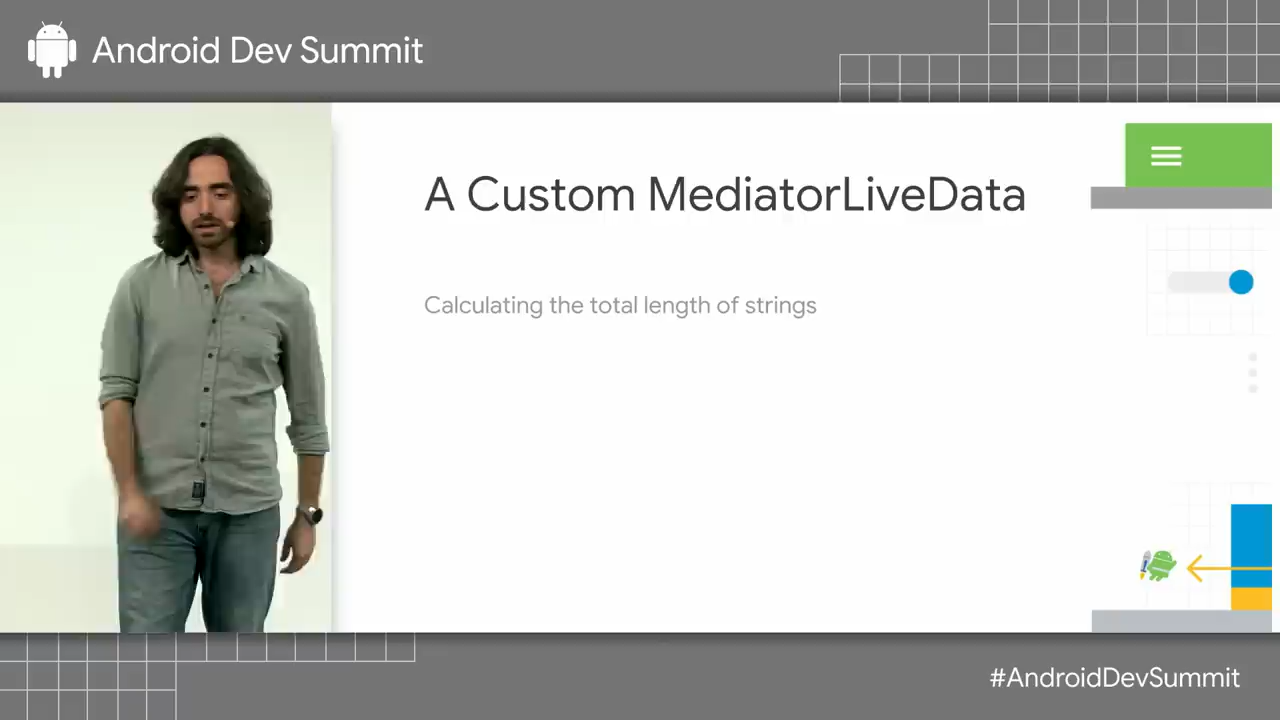 Android Dev Summit
A Custom MediatorLiveData
Calculating the total length of strings
#AndroidDevSummit